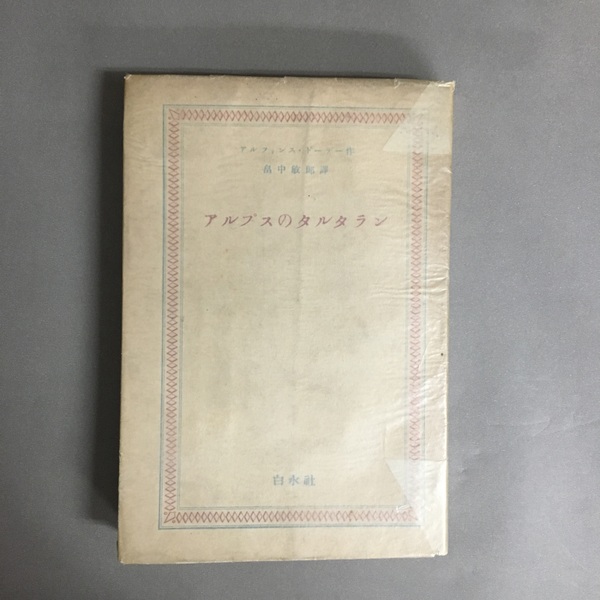 アルフォンス・ドーデー作
畠中敏郎譯
アルプスのタルタラン
白水社